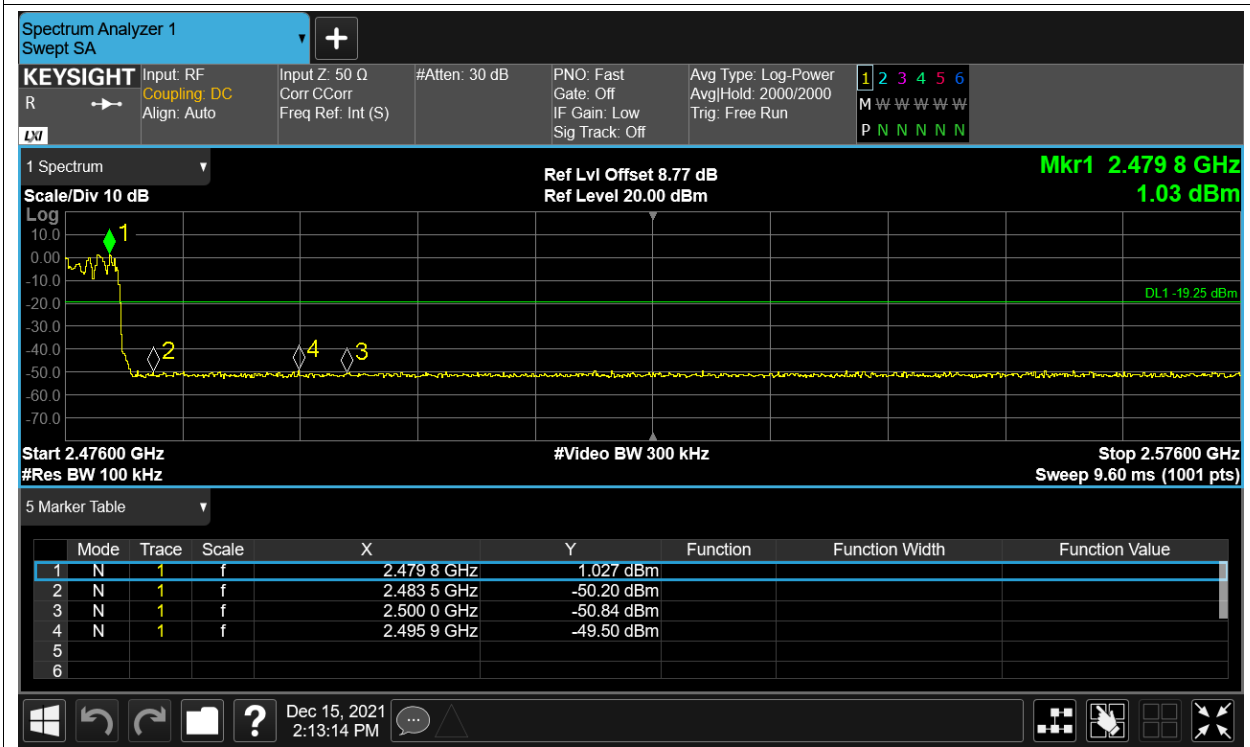 Spectrum Analyzer 1
Swept SA
KEYSIGHT Input: RF Input Z: 50 Ω #Atten: 30 dB PNO: Fast Avg Type: Log-Power 1 2 3 4 5 6
R Coupling: DC Corr CCorr Gate: Off Avg|Hold: 2000/2000 M W W W W W
Align: Auto Freq Ref: Int (S) IF Gain: Low Trig: Free Run
LXI Sig Track: Off P N N N N N
1 Spectrum Ref Lvl Offset 8.77 dB Mkr1 2.479 8 GHz
Scale/Div 10 dB Ref Level 20.00 dBm 1.03 dBm
Log
10.0 1
0.00
-10.0
DL1 -19.25 dBm
-20.0
-30.0
-40.0 2 4 3
-50.0
-60.0
-70.0
Start 2.47600 GHz #Video BW 300 kHz Stop 2.57600 GHz
#Res BW 100 kHz Sweep 9.60 ms (1001 pts)
5 Marker Table
Mode Trace Scale X Y Function Function Width Function Value
1 N 1 f 2.479 8 GHz 1.027 dBm
2 N 1 f 2.483 5 GHz -50.20 dBm
3 N 1 f 2.500 0 GHz -50.84 dBm
4 N 1 f 2.495 9 GHz -49.50 dBm
5
6
? Dec 15, 2021
2:13:14 PM